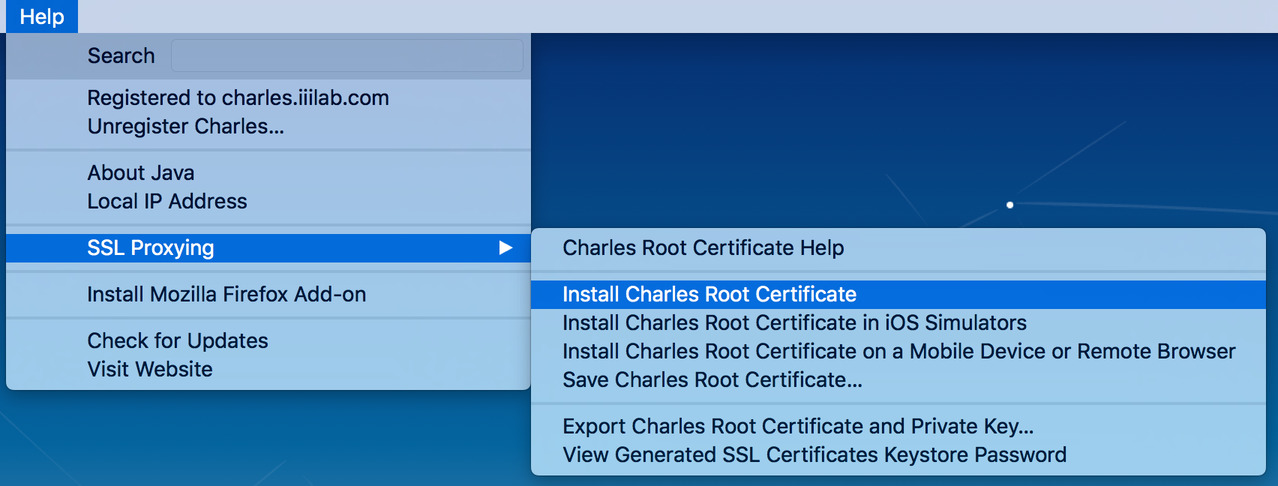 Help
Search
Registered to charles.iiilab.com
Unregister Charles...
About Java
Local IP Address
SSL Proxying
Install Mozilla Firefox Add-on
Check for Updates
Visit Website
Charles Root Certificate Help
Install Charles Root Certificate
Install Charles Root Certificate in iOS Simulators
Install Charles Root Certificate on a Mobile Device or Remote Browser
Save Charles Root Certificate...
Export Charles Root Certificate and Private Key...
View Generated SSL Certificates Keystore Password